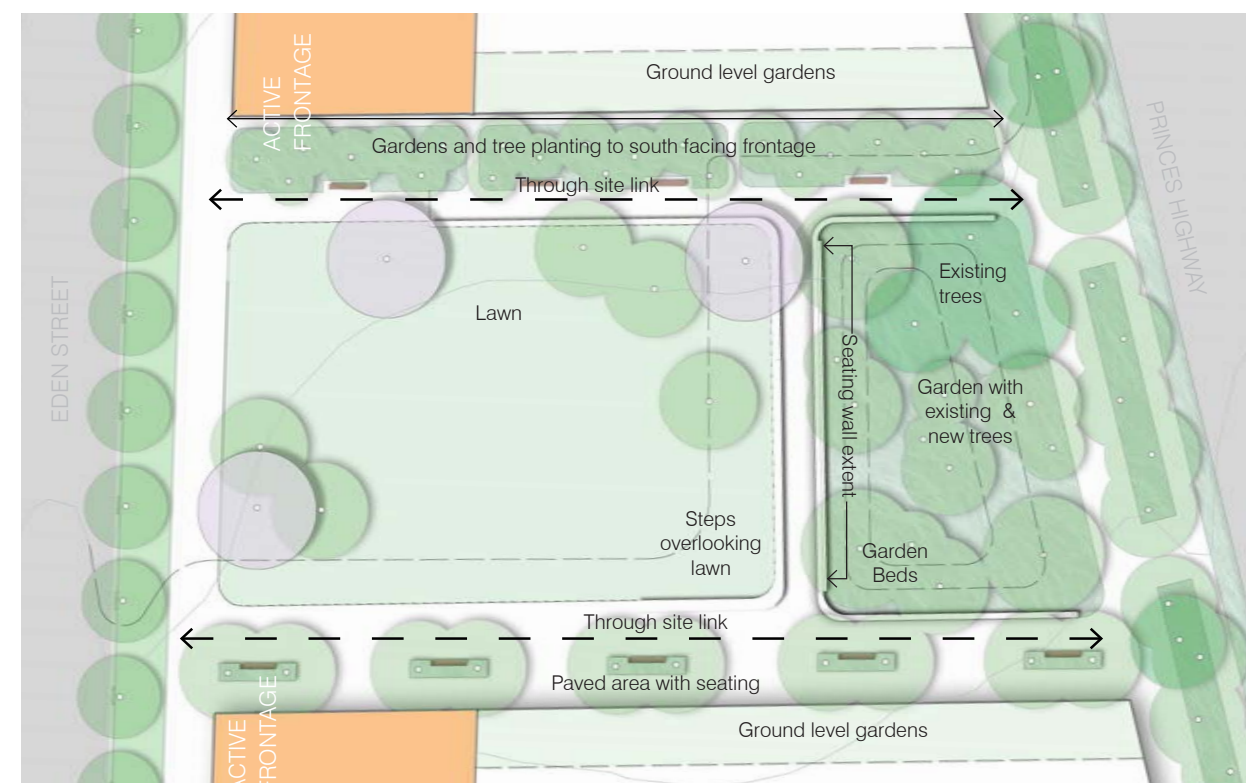 ACTIVE
FRONTAGE
Ground level gardens
PRINCES HIGHWAY
Gardens and tree planting to south facing frontage
Through site link
EDEN STREET
Lawn
Existing
trees
Seating wall extent
Garden with
existing &
new trees
Steps
overlooking
lawn
Garden
Beds
Through site link
Paved area with seating
ACTIVE
FRONTAGE
Ground level gardens